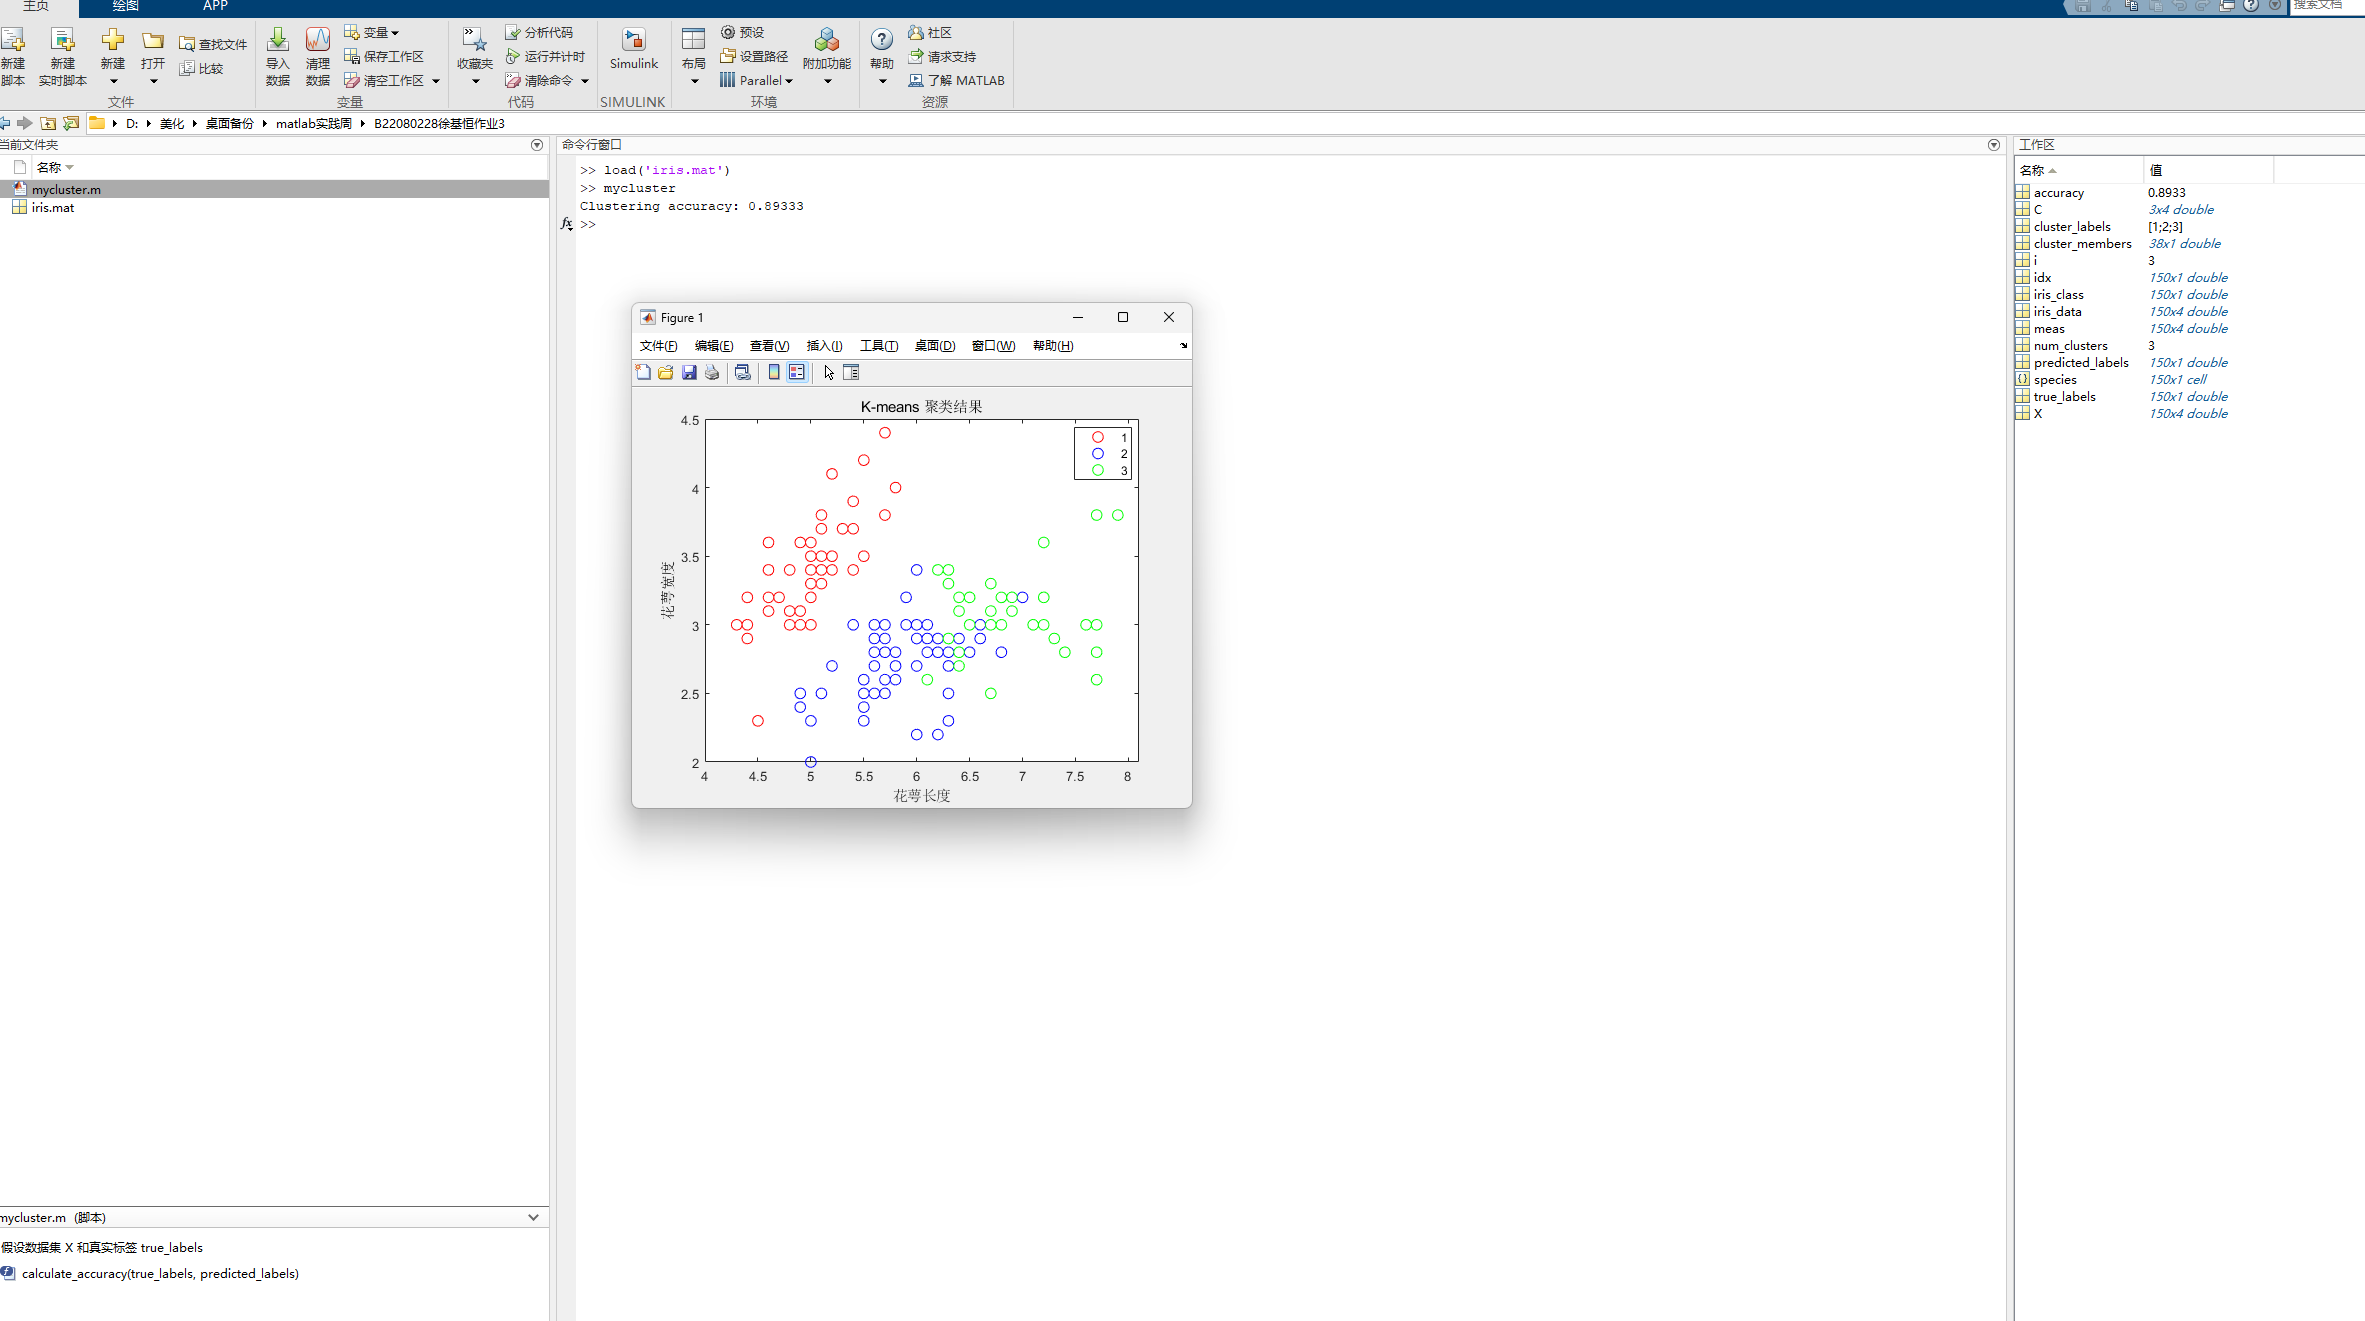 主页 绘图 APP
搜索文档
新建脚本 新建实时脚本 新建 打开 查找文件 比较
导入数据 清理数据 变量 保存工作区 清空工作区
收藏夹 分析代码 运行并计时 清除命令
Simulink
布局 预设 设置路径 Parallel 附加功能
帮助 社区 请求支持 了解 MATLAB
文件 变量 代码 SIMULINK 环境 资源
D: 美化 桌面备份 matlab实践周 B22080228徐基恒作业3
当前文件夹
名称
mycluster.m
iris.mat
mycluster.m (脚本)
假设数据集 X 和真实标签 true_labels
calculate_accuracy(true_labels, predicted_labels)
命令行窗口
>> load('iris.mat')
>> mycluster
Clustering accuracy: 0.89333
fx >>
Figure 1
文件(F) 编辑(E) 查看(V) 插入(I) 工具(T) 桌面(D) 窗口(W) 帮助(H)
K-means 聚类结果
1
2
3
4.5
4
3.5
3
2.5
2
花萼宽度
4 4.5 5 5.5 6 6.5 7 7.5 8
花萼长度
工作区
名称 值
accuracy 0.8933
C 3x4 double
cluster_labels [1;2;3]
cluster_members 38x1 double
i 3
idx 150x1 double
iris_class 150x1 double
iris_data 150x4 double
meas 150x4 double
num_clusters 3
predicted_labels 150x1 double
species 150x1 cell
true_labels 150x1 double
X 150x4 double